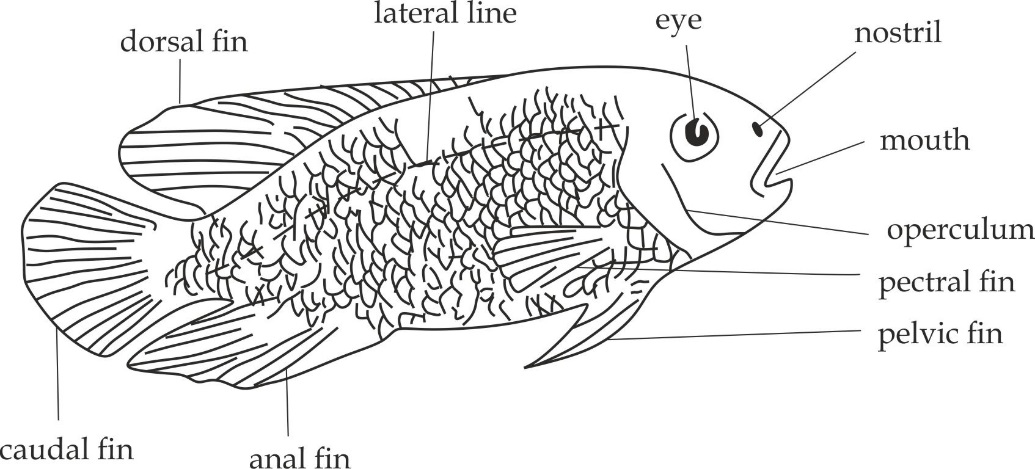 lateral line
eye
nostril
dorsal fin
mouth
operculum
pectral fin
pelvic fin
caudal fin
anal fin